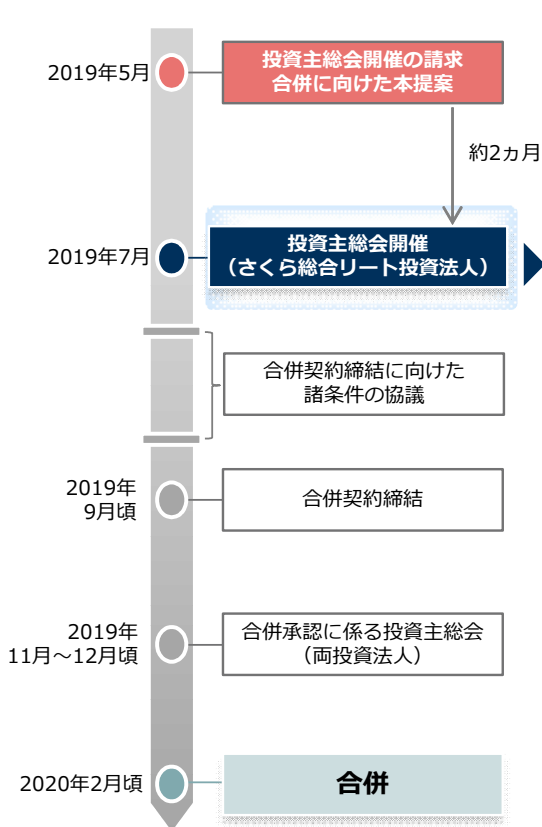 2019年5月
投資主総会開催の請求
合併に向けた本提案
約2ヵ月
2019年7月
投資主総会開催
（さくら総合リート投資法人）
合併契約締結に向けた
諸条件の協議
2019年
9月頃
合併契約締結
2019年
11月～12月頃
合併承認に係る投資主総会
（両投資法人）
2020年2月頃
合併